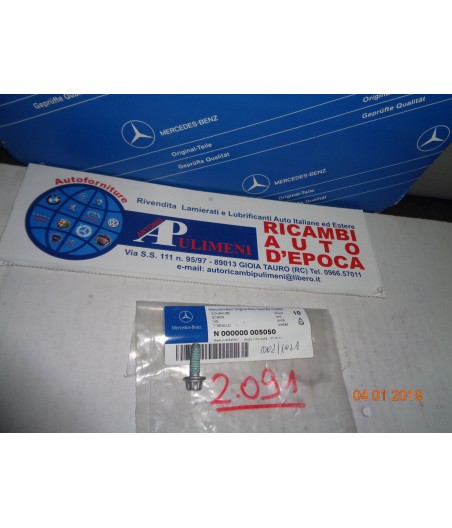 MERCEDES-BENZ
Original-Teile
Geprüfte Qualität
MERCEDES-BENZ
Original-Teile
Geprüfte Qualität
Autoforniture
Rivendita Lamierati e Lubrificanti Auto Italiane ed Estere
PULIMENI
RICAMBI
AUTO
D'EPOCA
Via S.S. 111 n. 95/97 - 89013 GIOIA TAURO (RC) Tel. 0966.57011
e-mail: autoricambipulimeni@libero.it
Mercedes-Benz
10
N 000000 005050
2.091
04 01 2019